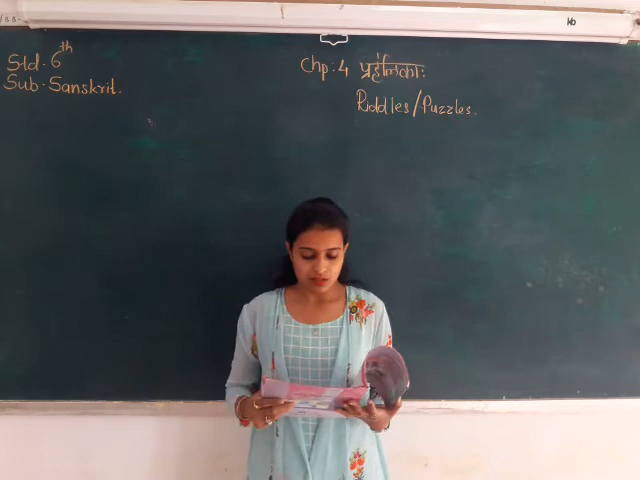 Std. 6th
Sub. Sanskrit.
Chp. 4 प्रहेलिकाः
Riddles/Puzzles.